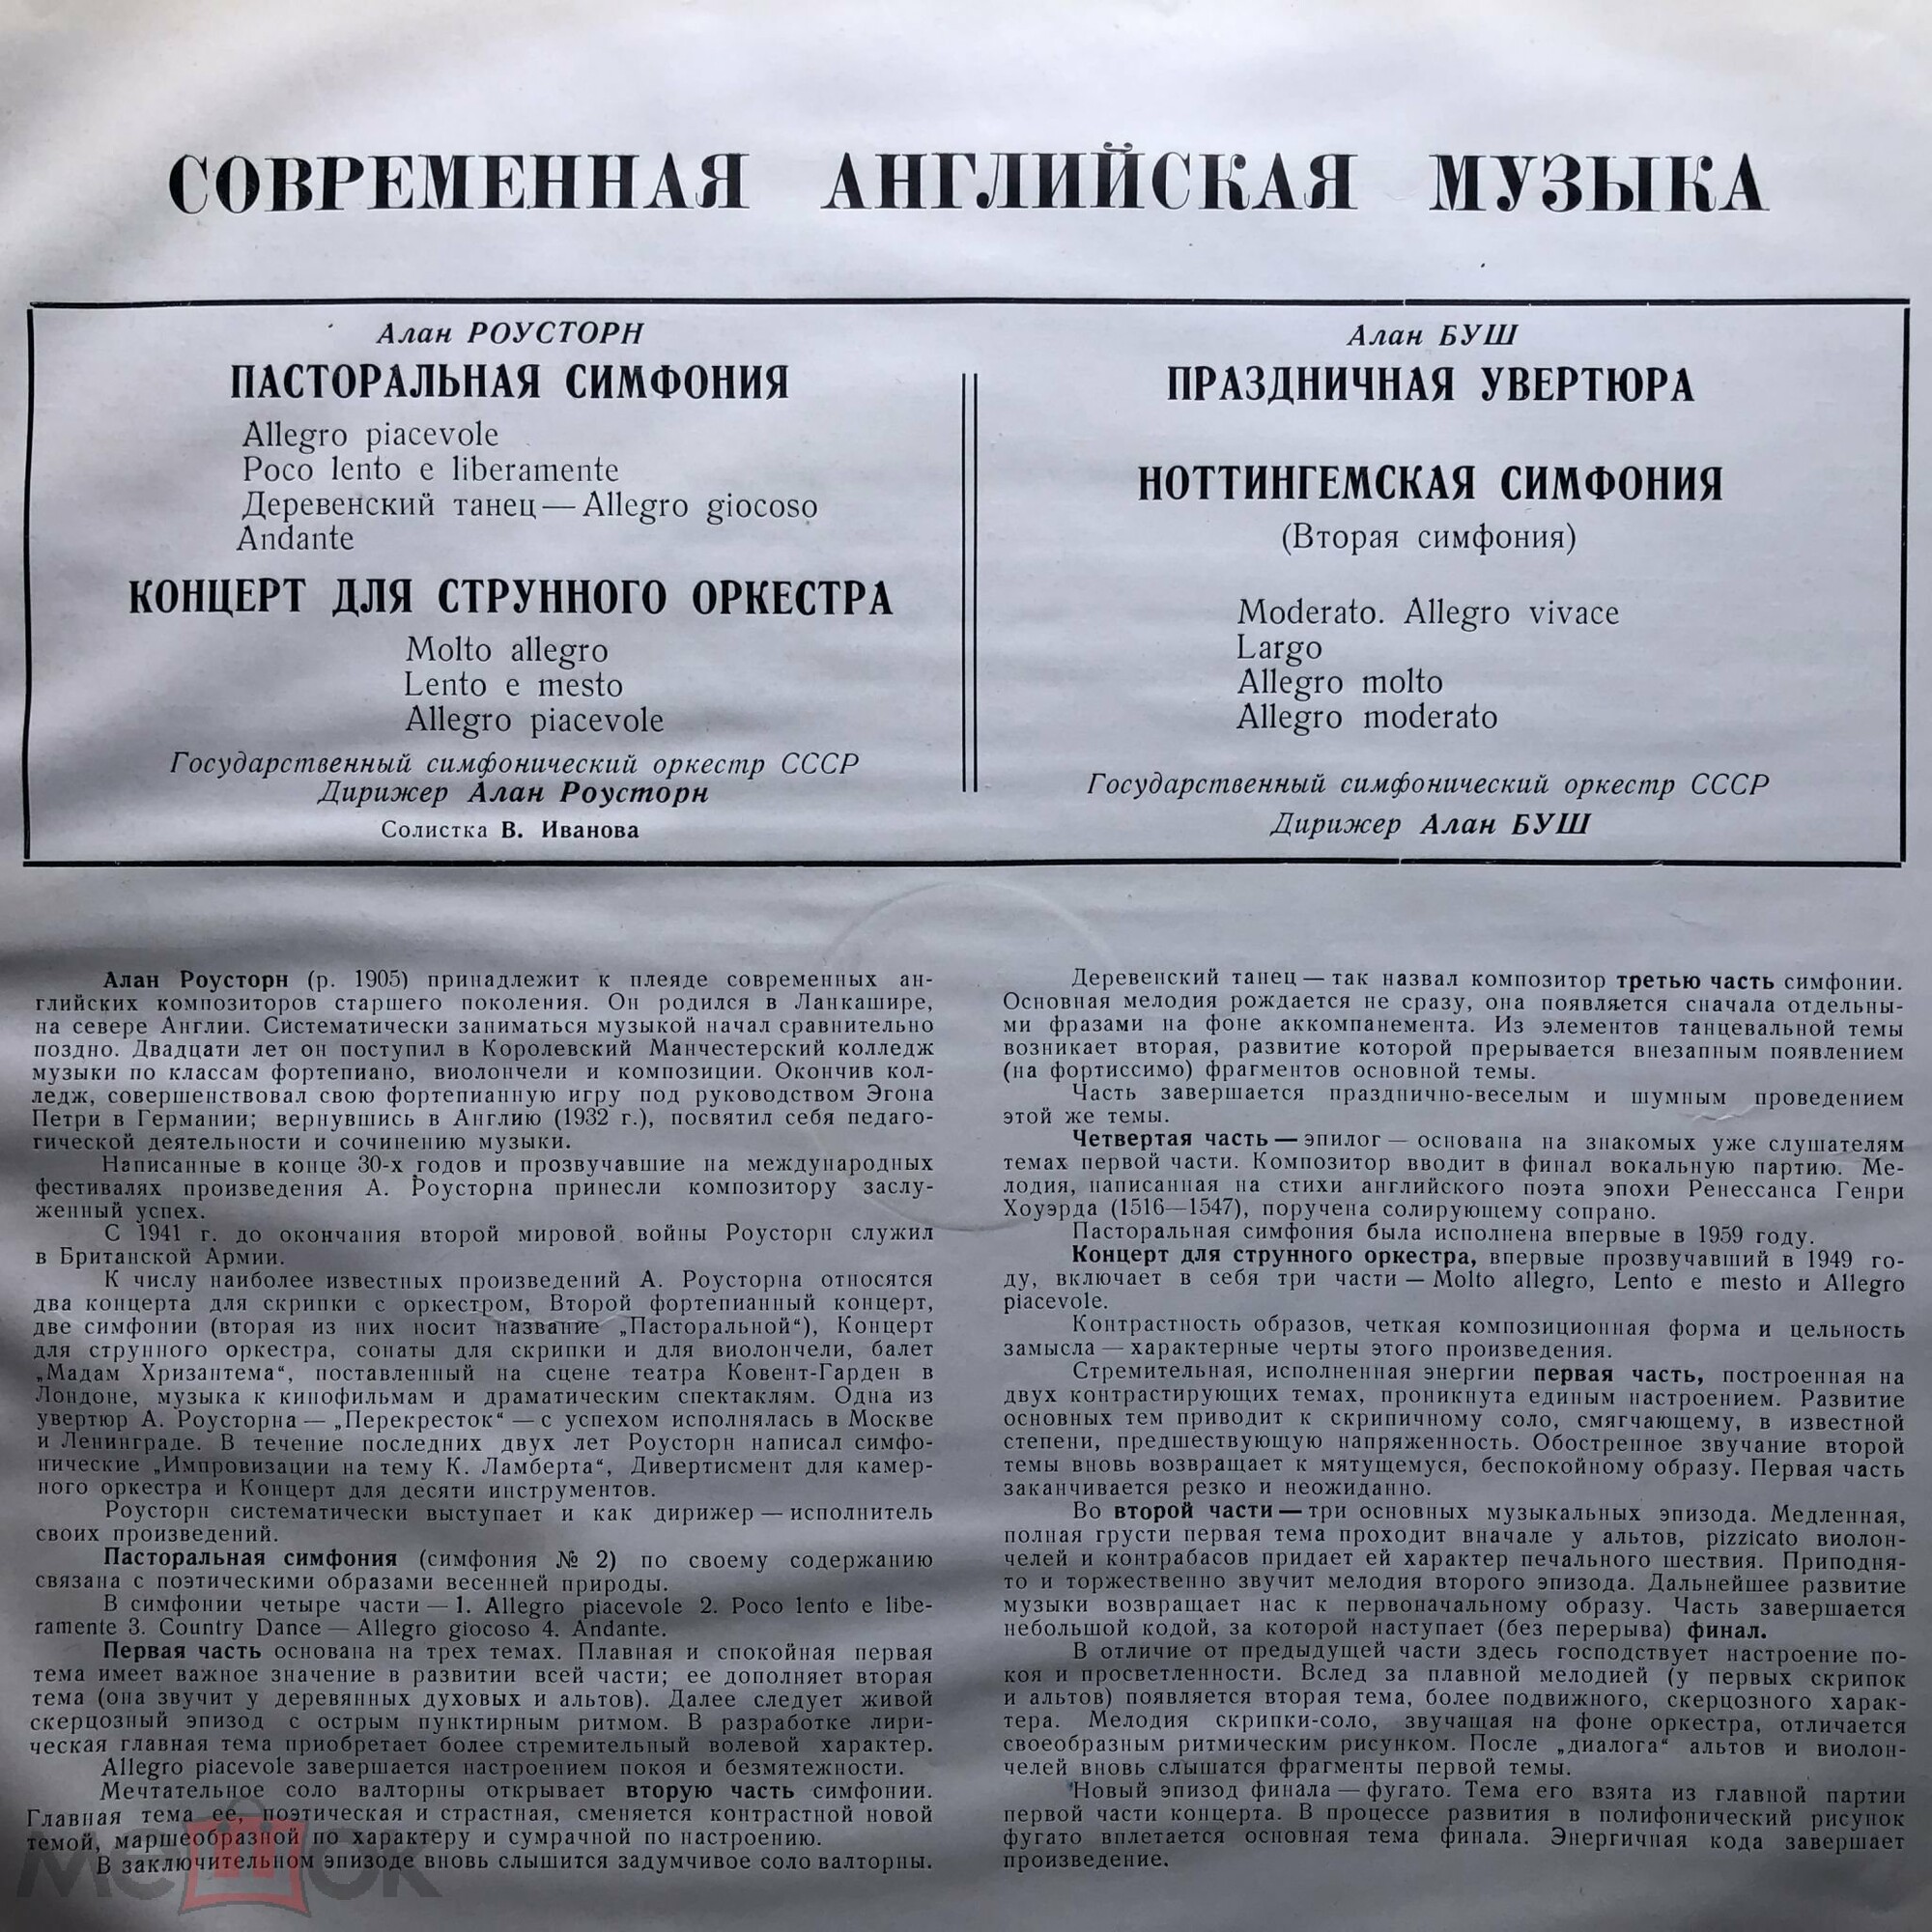 СОВРЕМЕННАЯ АНГЛИЙСКАЯ МУЗЫКА
Алан РОУСТОРН
ПАСТОРАЛЬНАЯ СИМФОНИЯ
Allegro piacevole
Poco lento e liberamente
Деревенский танец — Allegro giocoso
Andante
КОНЦЕРТ ДЛЯ СТРУННОГО ОРКЕСТРА
Molto allegro
Lento e mesto
Allegro piacevole
Государственный симфонический оркестр СССР
Дирижер Алан Роусторн
Солистка В. Иванова
Алан БУШ
ПРАЗДНИЧНАЯ УВЕРТЮРА
НОТТИНГЕМСКАЯ СИМФОНИЯ
(Вторая симфония)
Moderato. Allegro vivace
Largo
Allegro molto
Allegro moderato
Государственный симфонический оркестр СССР
Дирижер Алан БУШ
Алан Роусторн (р. 1905) принадлежит к плеяде современных ан-
глийских композиторов старшего поколения. Он родился в Ланкашире,
на севере Англии. Систематически заниматься музыкой начал сравнительно
поздно. Двадцати лет он поступил в Королевский Манчестерский колледж
музыки по классам фортепиано, виолончели и композиции. Окончив кол-
ледж, совершенствовал свою фортепианную игру под руководством Эгона
Петри в Германии; вернувшись в Англию (1932 г.), посвятил себя педаго-
гической деятельности и сочинению музыки.
Написанные в конце 30-х годов и прозвучавшие на международных
фестивалях произведения А. Роусторна принесли композитору заслу-
женный успех.
С 1941 г. до окончания второй мировой войны Роусторн служил
в Британской Армии.
К числу наиболее известных произведений А. Роусторна относятся
два концерта для скрипки с оркестром, Второй фортепианный концерт,
две симфонии (вторая из них носит название „Пасторальной“), Концерт
для струнного оркестра, сонаты для скрипки и для виолончели, балет
„Мадам Хризантема“, поставленный на сцене театра Ковент-Гарден в
Лондоне, музыка к кинофильмам и драматическим спектаклям. Одна из
увертюр А. Роусторна — „Перекресток“ — с успехом исполнялась в Москве
и Ленинграде. В течение последних двух лет Роусторн написал симфо-
нические „Импровизации на тему К. Ламберта“, Дивертисмент для камер-
ного оркестра и Концерт для десяти инструментов.
Роусторн систематически выступает и как дирижер — исполнитель
своих произведений.
Пасторальная симфония (симфония № 2) по своему содержанию
связана с поэтическими образами весенней природы.
В симфонии четыре части — 1. Allegro piacevole 2. Poco lento e libe-
ramente 3. Country Dance — Allegro giocoso 4. Andante.
Первая часть основана на трех темах. Плавная и спокойная первая
тема имеет важное значение в развитии всей части; ее дополняет вторая
тема (она звучит у деревянных духовых и альтов). Далее следует живой
скерцозный эпизод с острым пунктирным ритмом. В разработке лири-
ческая главная тема приобретает более стремительный волевой характер.
Allegro piacevole завершается настроением покоя и безмятежности.
Мечтательное соло валторны открывает вторую часть симфонии.
Главная тема ее, поэтическая и страстная, сменяется контрастной новой
темой, маршеобразной по характеру и сумрачной по настроению.
В заключительном эпизоде вновь слышится задумчивое соло валторны.
Деревенский танец — так назвал композитор третью часть симфонии.
Основная мелодия рождается не сразу, она появляется сначала отдельны-
ми фразами на фоне аккомпанемента. Из элементов танцевальной темы
возникает вторая, развитие которой прерывается внезапным появлением
(на фортиссимо) фрагментов основной темы.
Часть завершается празднично-веселым и шумным проведением
этой же темы.
Четвертая часть — эпилог — основана на знакомых уже слушателям
темах первой части. Композитор вводит в финал вокальную партию. Ме-
лодия, написанная на стихи английского поэта эпохи Ренессанса Генри
Хоуэрда (1516—1547), поручена солирующему сопрано.
Пасторальная симфония была исполнена впервые в 1959 году.
Концерт для струнного оркестра, впервые прозвучавший в 1949 го-
ду, включает в себя три части — Molto allegro, Lento e mesto и Allegro
piacevole.
Контрастность образов, четкая композиционная форма и цельность
замысла — характерные черты этого произведения.
Стремительная, исполненная энергии первая часть, построенная на
двух контрастирующих темах, проникнута единым настроением. Развитие
основных тем приводит к скрипичному соло, смягчающему, в известной
степени, предшествующую напряженность. Обостренное звучание второй
темы вновь возвращает к мятущемуся, беспокойному образу. Первая часть
заканчивается резко и неожиданно.
Во второй части — три основных музыкальных эпизода. Медленная,
полная грусти первая тема проходит вначале у альтов, pizzicato виолон-
челей и контрабасов придает ей характер печального шествия. Приподня-
то и торжественно звучит мелодия второго эпизода. Дальнейшее развитие
музыки возвращает нас к первоначальному образу. Часть завершается
небольшой кодой, за которой наступает (без перерыва) финал.
В отличие от предыдущей части здесь господствует настроение по-
коя и просветленности. Вслед за плавной мелодией (у первых скрипок
и альтов) появляется вторая тема, более подвижного, скерцозного харак-
тера. Мелодия скрипки-соло, звучащая на фоне оркестра, отличается
своеобразным ритмическим рисунком. После „диалога“ альтов и виолон-
челей вновь слышатся фрагменты первой темы.
Новый эпизод финала — фугато. Тема его взята из главной партии
первой части концерта. В процессе развития в полифонический рисунок
фугато вплетается основная тема финала. Энергичная кода завершает
произведение.
мешок